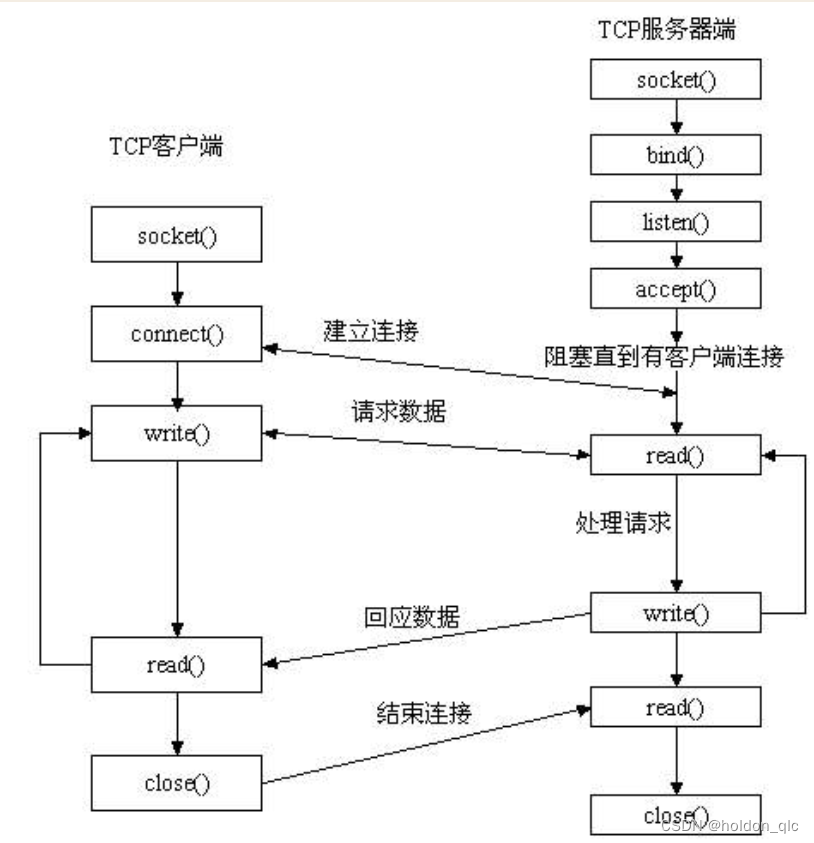 TCP服务器端
socket()
bind()
TCP客户端
listen()
socket()
accept()
connect()
建立连接
阻塞直到有客户端连接
请求数据
write()
read()
处理请求
回应数据
write()
read()
结束连接
read()
close()
close()
CSDN @holdon_qlc